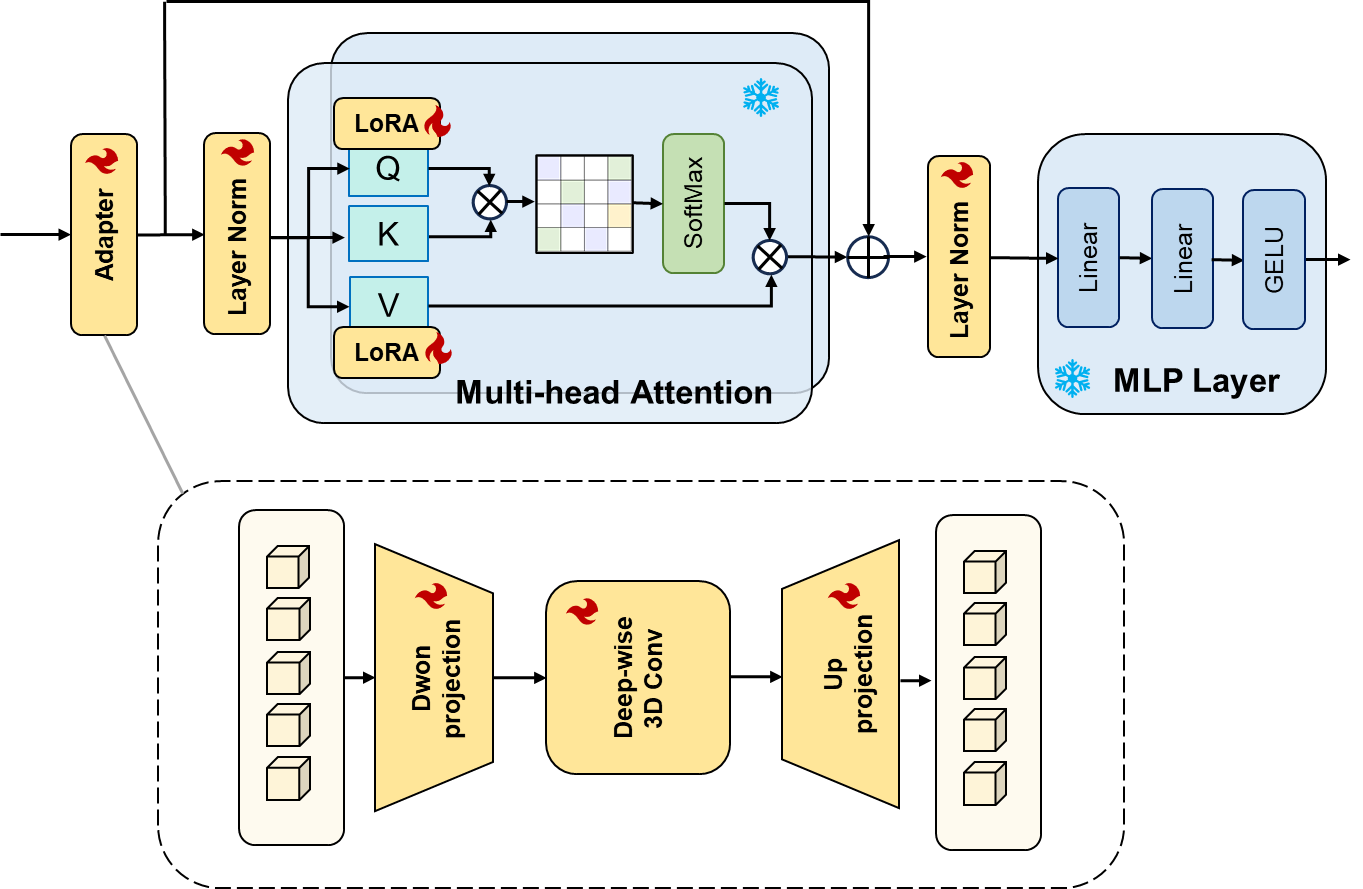 Adapter
Layer Norm
LoRA
Q
K
V
LoRA
SoftMax
Multi-head Attention
Layer Norm
Linear
Linear
GELU
MLP Layer
Dwon
projection
Deep-wise
3D Conv
Up
projection